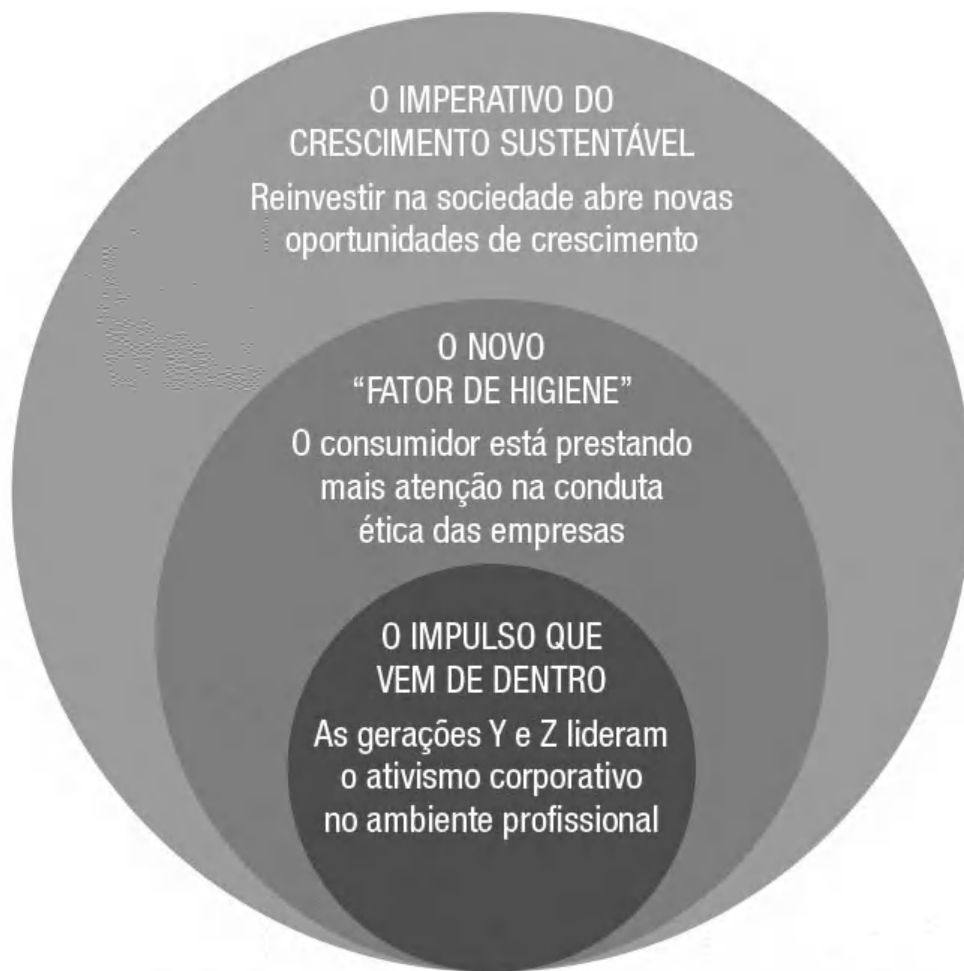 O IMPERATIVO DO
CRESCIMENTO SUSTENTÁVEL
Reinvestir na sociedade abre novas
oportunidades de crescimento
O NOVO
“FATOR DE HIGIENE”
O consumidor está prestando
mais atenção na conduta
ética das empresas
O IMPULSO QUE
VEM DE DENTRO
As gerações Y e Z lideram
o ativismo corporativo
no ambiente profissional